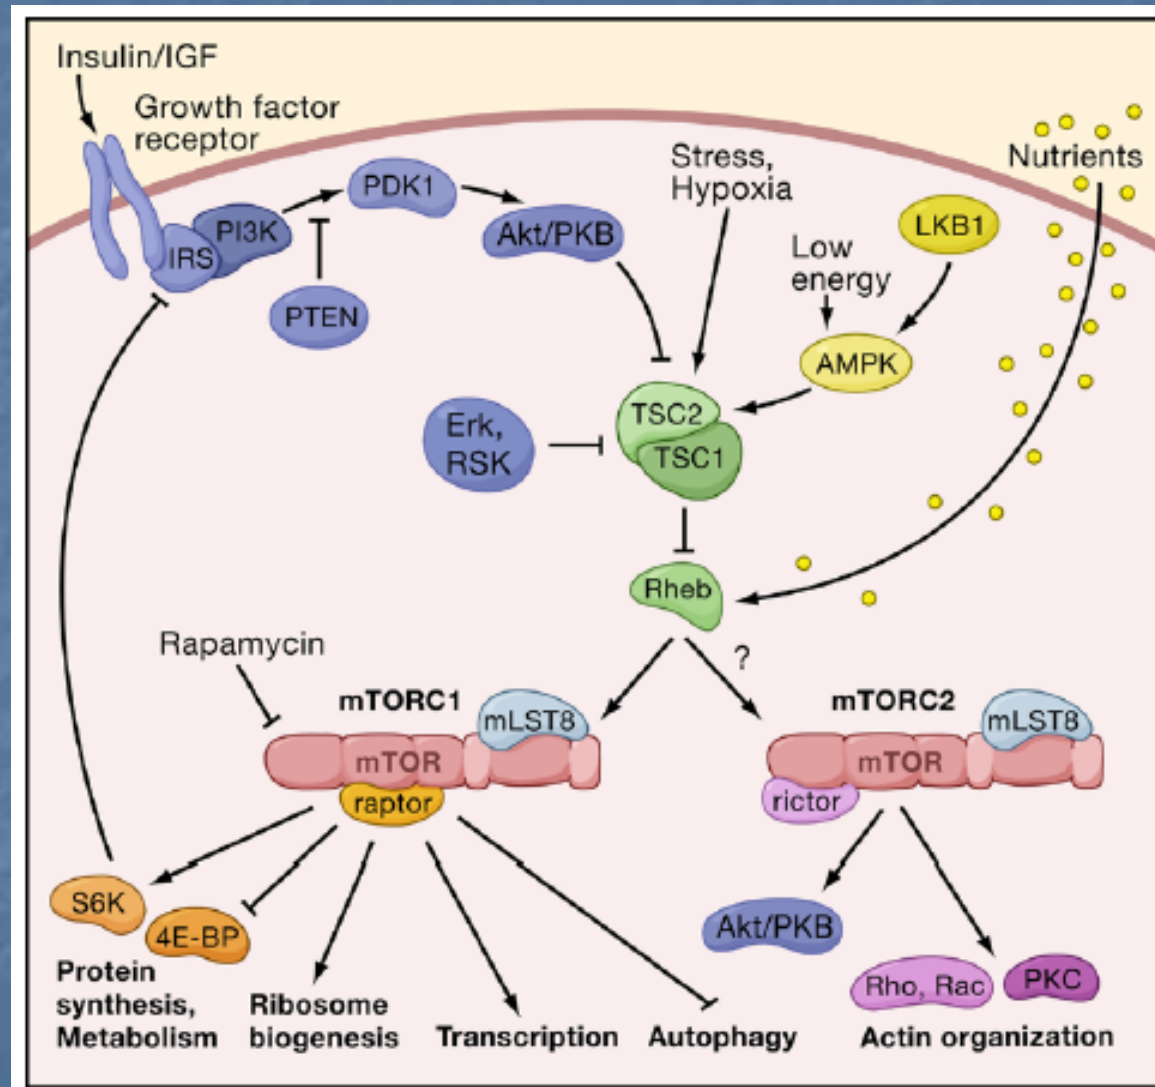 Insulin/IGF
Growth factor
receptor
Nutrients
Stress,
Hypoxia
PDK1
LKB1
PI3K
IRS
Akt/PKB
Low
energy
PTEN
AMPK
TSC2
TSC1
Erk,
RSK
Rheb
Rapamycin
?
mTORC1
mLST8
mTOR
raptor
mTORC2
mLST8
mTOR
rictor
S6K
4E-BP
Akt/PKB
Rho, Rac
PKC
Protein
synthesis,
Metabolism
Ribosome
biogenesis
Transcription
Autophagy
Actin organization